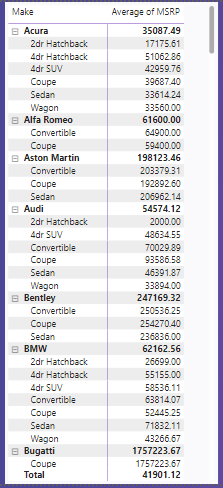 Make Average of MSRP
Acura 35087.49
2dr Hatchback 17175.61
4dr Hatchback 51062.86
4dr SUV 42959.76
Coupe 39687.40
Sedan 33614.24
Wagon 33560.00
Alfa Romeo 61600.00
Convertible 64900.00
Coupe 59400.00
Aston Martin 198123.46
Convertible 203379.31
Coupe 192892.60
Sedan 206962.14
Audi 54574.12
2dr Hatchback 2000.00
4dr SUV 48634.55
Convertible 70029.89
Coupe 93586.58
Sedan 46391.87
Wagon 33894.00
Bentley 247169.32
Convertible 250536.25
Coupe 254270.40
Sedan 236836.00
BMW 62162.56
2dr Hatchback 26699.00
4dr Hatchback 55155.00
4dr SUV 58536.11
Convertible 63814.07
Coupe 52445.25
Sedan 71832.11
Wagon 43266.67
Bugatti 1757223.67
Coupe 1757223.67
Total 41901.12